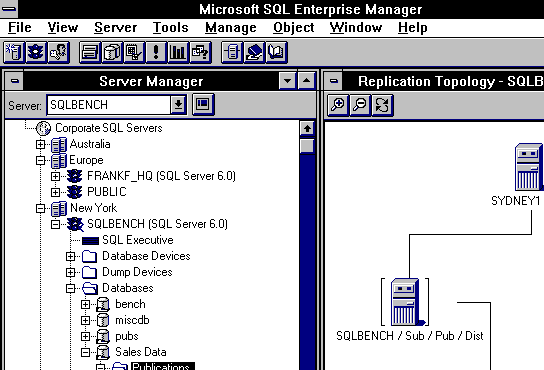 Microsoft SQL Enterprise Manager
File View Server Tools Manage Object Window Help
Server Manager
Replication Topology - SQLB
Server: SQLBENCH
Corporate SQL Servers
Australia
Europe
FRANKF_HQ (SQL Server 6.0)
PUBLIC
New York
SQLBENCH (SQL Server 6.0)
SQL Executive
Database Devices
Dump Devices
Databases
bench
miscdb
pubs
Sales Data
Publications
SYDNEY1
SQLBENCH / Sub / Pub / Dist